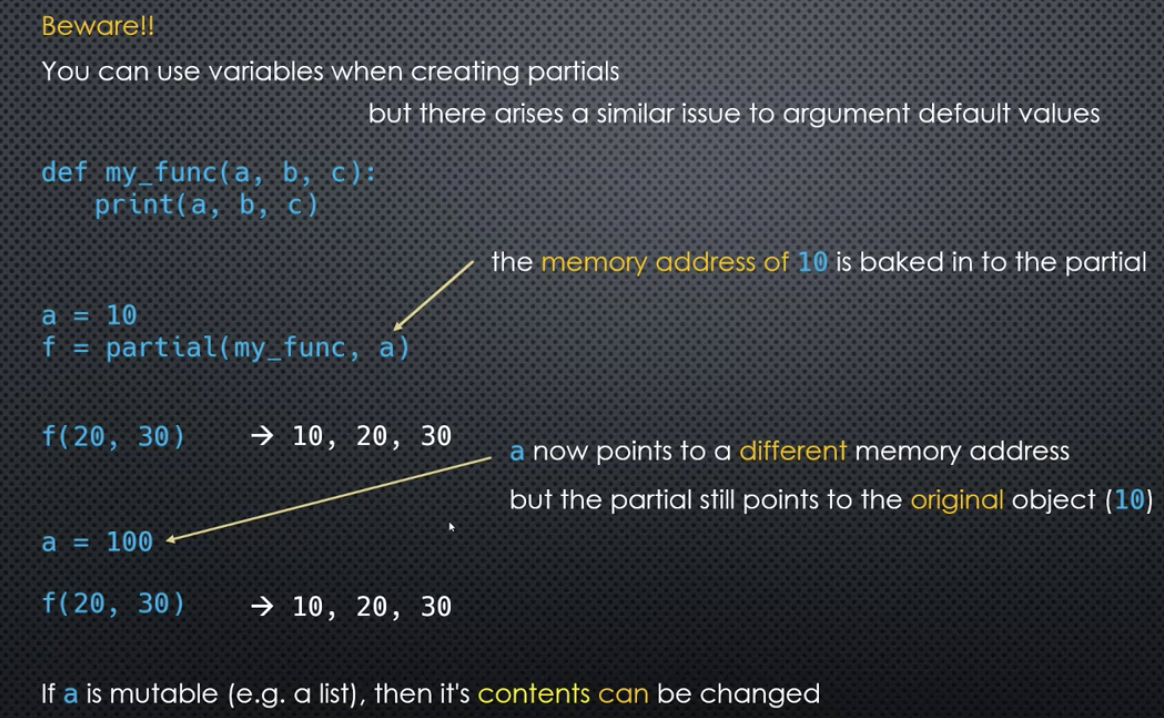 Beware!!
You can use variables when creating partials
but there arises a similar issue to argument default values
def my_func(a, b, c):
    print(a, b, c)
the memory address of 10 is baked in to the partial
a = 10
f = partial(my_func, a)
f(20, 30) → 10, 20, 30
a now points to a different memory address
but the partial still points to the original object (10)
a = 100
f(20, 30) → 10, 20, 30
If a is mutable (e.g. a list), then it's contents can be changed